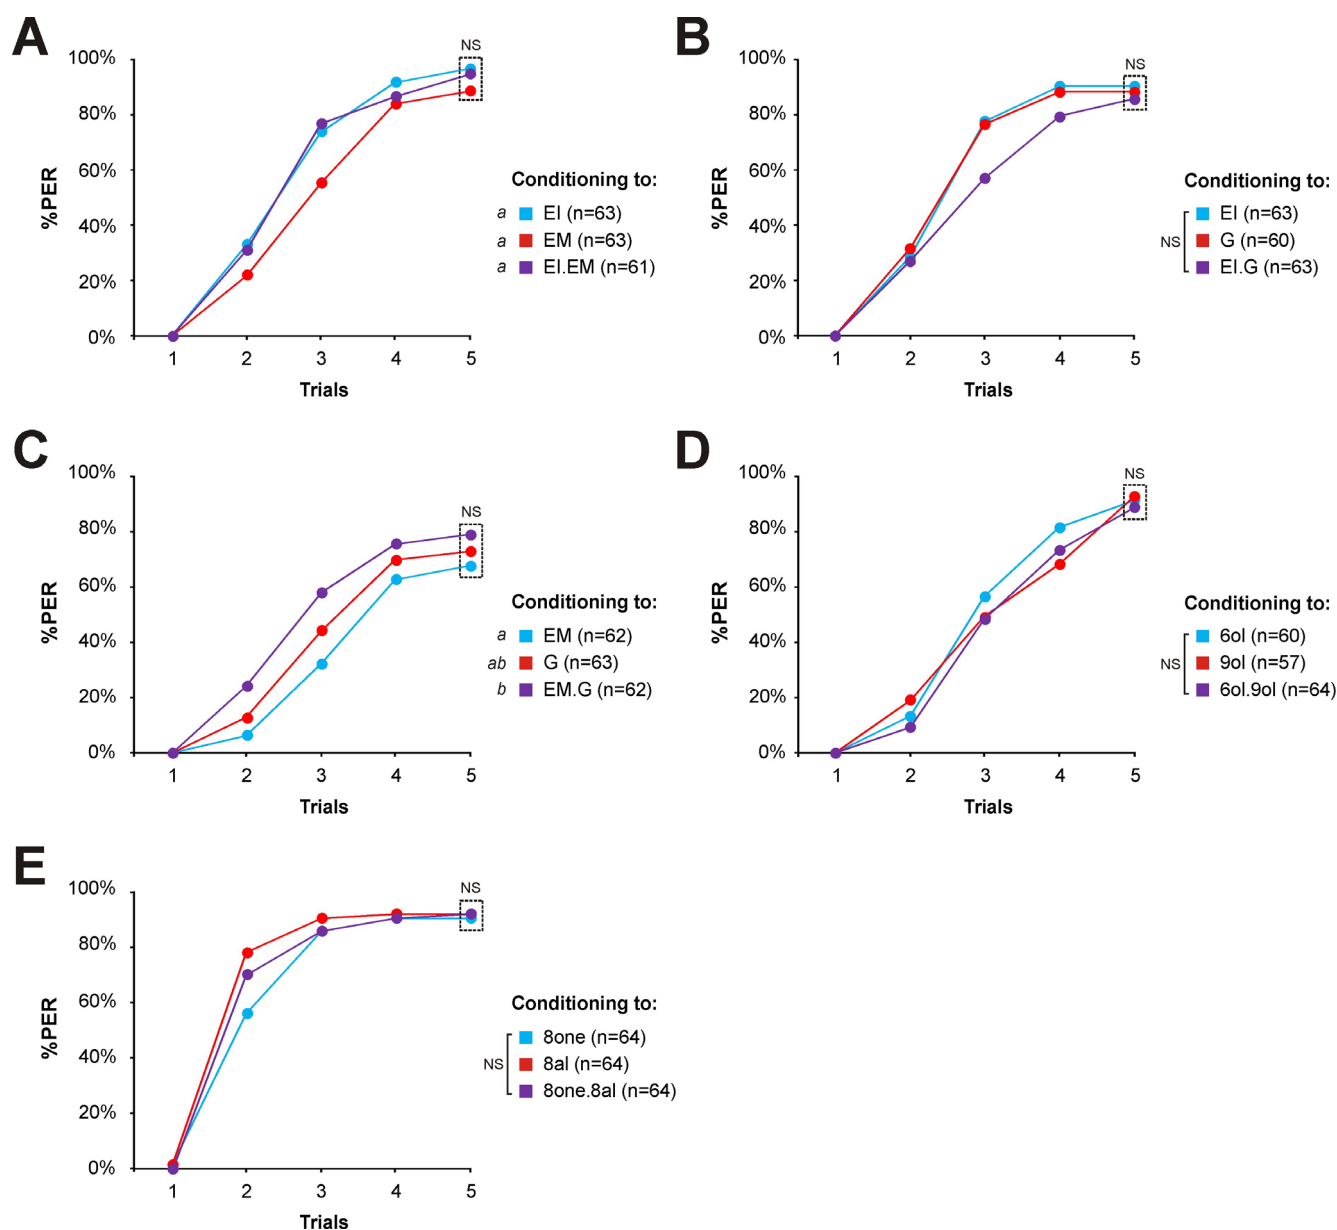 A
NS
100%
80%
60%
40%
20%
0%
%PER
1 2 3 4 5
Trials
Conditioning to:
a EI (n=63)
a EM (n=63)
a EI.EM (n=61)
B
NS
100%
80%
60%
40%
20%
0%
%PER
1 2 3 4 5
Trials
Conditioning to:
EI (n=63)
NS G (n=60)
EI.G (n=63)
C
NS
100%
80%
60%
40%
20%
0%
%PER
1 2 3 4 5
Trials
Conditioning to:
a EM (n=62)
ab G (n=63)
b EM.G (n=62)
D
NS
100%
80%
60%
40%
20%
0%
%PER
1 2 3 4 5
Trials
Conditioning to:
6ol (n=60)
NS 9ol (n=57)
6ol.9ol (n=64)
E
NS
100%
80%
60%
40%
20%
0%
%PER
1 2 3 4 5
Trials
Conditioning to:
8one (n=64)
NS 8al (n=64)
8one.8al (n=64)